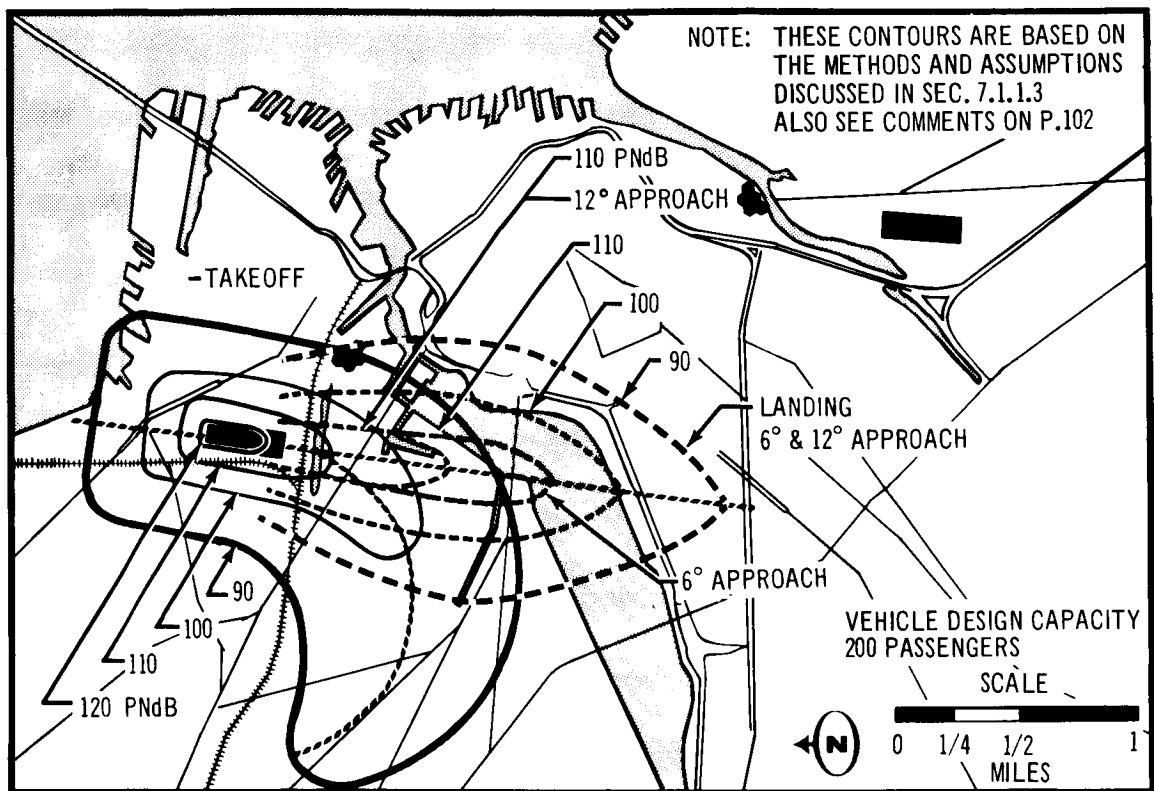 NOTE: THESE CONTOURS ARE BASED ON
THE METHODS AND ASSUMPTIONS
DISCUSSED IN SEC. 7.1.1.3
ALSO SEE COMMENTS ON P.102
110 PNdB
12° APPROACH
110
-TAKEOFF
100
90
LANDING
6° & 12° APPROACH
6° APPROACH
90
100
110
120 PNdB
VEHICLE DESIGN CAPACITY
200 PASSENGERS
SCALE
N
0 1/4 1/2 1
MILES